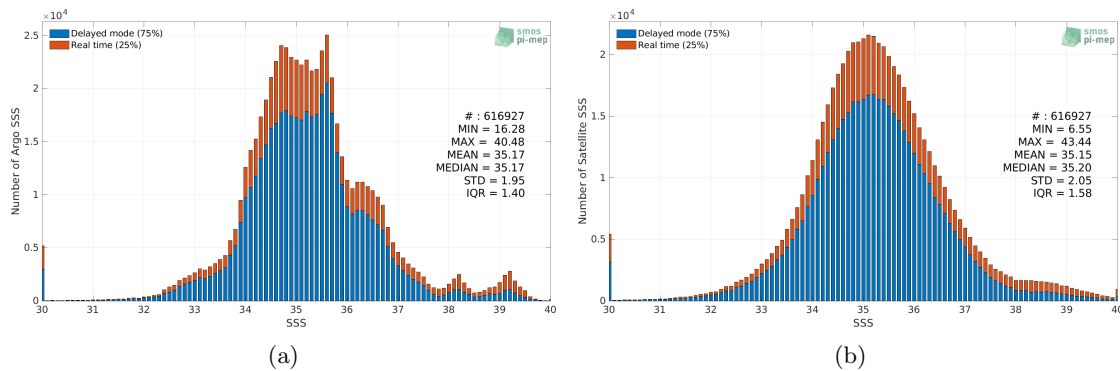 ×10⁴
2.5
2
1.5
1
0.5
0
Number of Argo SSS
Delayed mode (75%)
Real time (25%)
smos
pi-mep
# : 616927
MIN = 16.28
MAX = 40.48
MEAN = 35.17
MEDIAN = 35.17
STD = 1.95
IQR = 1.40
30 31 32 33 34 35 36 37 38 39 40
SSS
(a)
×10⁴
2
1.5
1
0.5
0
Number of Satellite SSS
Delayed mode (75%)
Real time (25%)
smos
pi-mep
# : 616927
MIN = 6.55
MAX = 43.44
MEAN = 35.15
MEDIAN = 35.20
STD = 2.05
IQR = 1.58
30 31 32 33 34 35 36 37 38 39 40
SSS
(b)